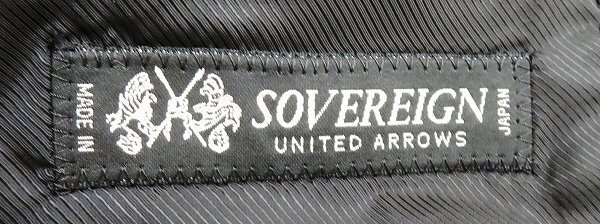 MADE IN
SOVEREIGN
UNITED ARROWS
JAPAN